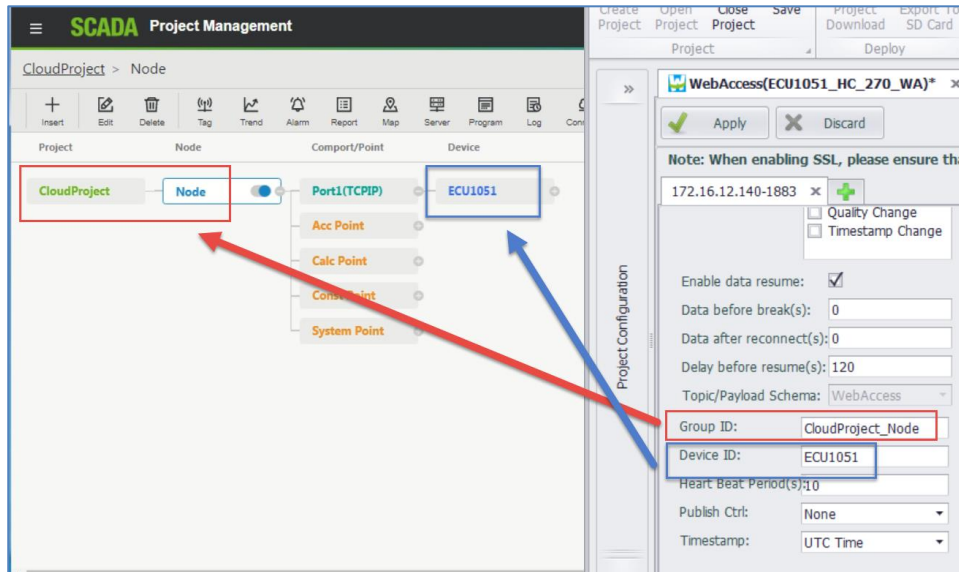 SCADA Project Management
CloudProject > Node
Insert Edit Delete Tag Trend Alarm Report Map Server Program Log
Project Node Comport/Point Device
CloudProject Node Port1(TCPIP) ECU1051
Acc Point
Calc Point
Const Point
System Point
Create Open Close Save Project Export To
Project Project Project Download SD Card
Project Deploy
WebAccess(ECU1051_HC_270_WA)*
Apply Discard
Note: When enabling SSL, please ensure tha
172.16.12.140-1883
Quality Change
Timestamp Change
Project Configuration
Enable data resume:
Data before break(s): 0
Data after reconnect(s): 0
Delay before resume(s): 120
Topic/Payload Schema: WebAccess
Group ID: CloudProject_Node
Device ID: ECU1051
Heart Beat Period(s): 10
Publish Ctrl: None
Timestamp: UTC Time